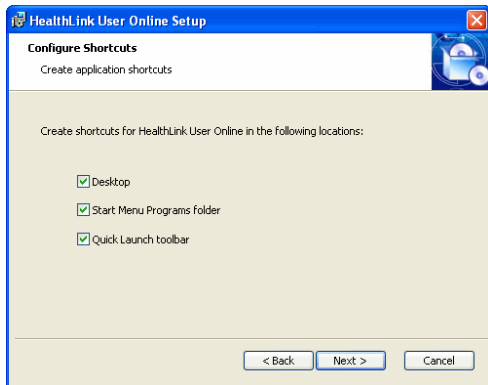 HealthLink User Online Setup
Configure Shortcuts
Create application shortcuts
Create shortcuts for HealthLink User Online in the following locations:
Desktop
Start Menu Programs folder
Quick Launch toolbar
< Back Next > Cancel